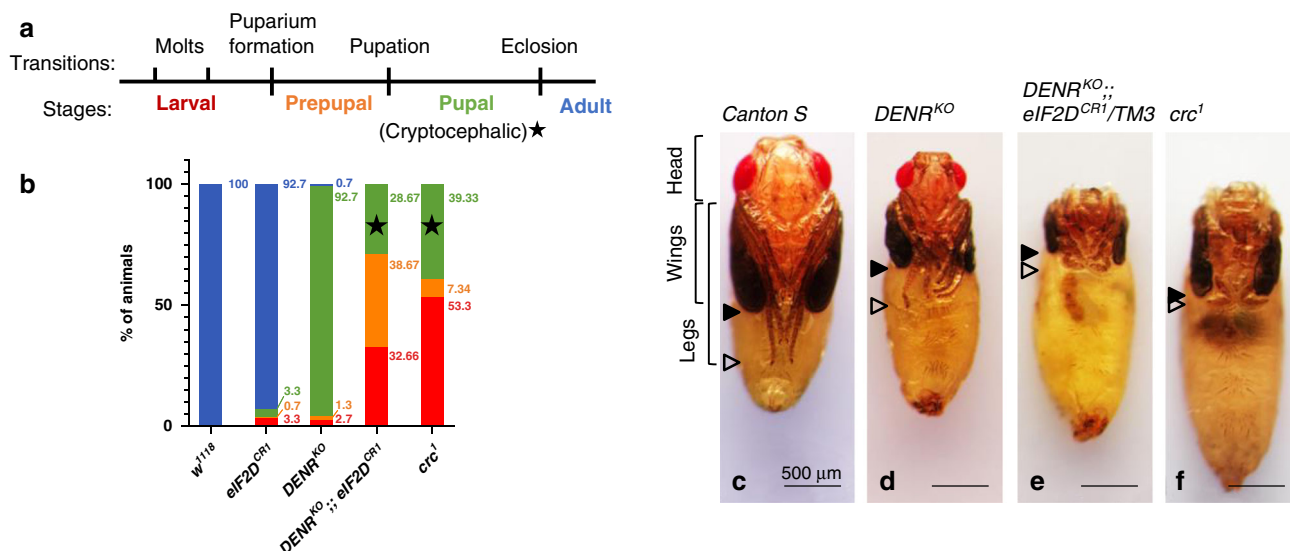 a
Transitions:
Molts
Puparium
formation
Pupation
Eclosion
Stages:
Larval
Prepupal
Pupal
Adult
(Cryptocephalic)★
b
% of animals
100
50
0
100
92.7
3.3
0.7
3.3
0.7
92.7
1.3
2.7
28.67
38.67
32.66
39.33
7.34
53.3
w1118
eIF2DCR1
DENRKO
DENRKO;; eIF2DCR1
crc1
Canton S
DENRKO
DENRKO;;
eIF2DCR1/TM3
crc1
Head
Wings
Legs
500 µm
c
d
e
f